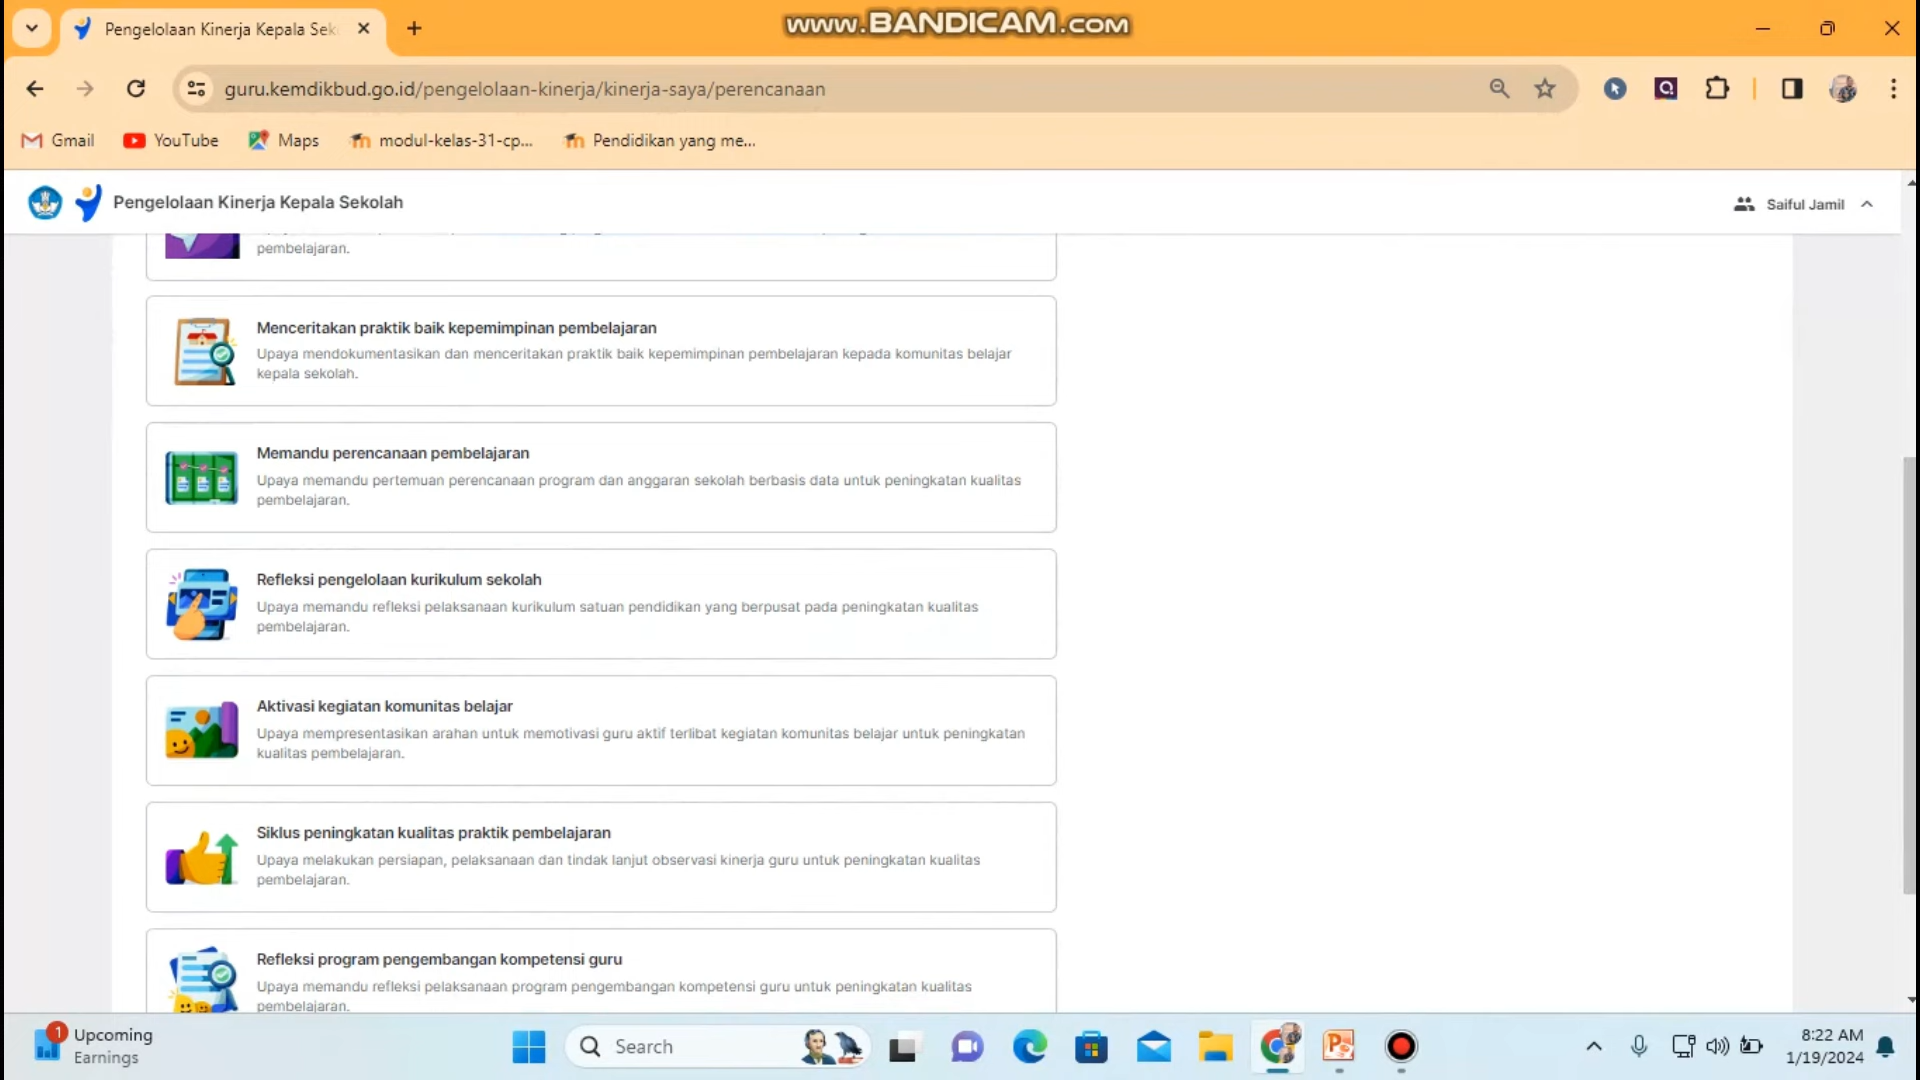 Pengelolaan Kinerja Kepala Sek
www.BANDICAM.com
guru.kemdikbud.go.id/pengelolaan-kinerja/kinerja-saya/perencanaan
Gmail
YouTube
Maps
modul-kelas-31-cp...
Pendidikan yang me...
Pengelolaan Kinerja Kepala Sekolah
Saiful Jamil
pembelajaran.
Menceritakan praktik baik kepemimpinan pembelajaran
Upaya mendokumentasikan dan menceritakan praktik baik kepemimpinan pembelajaran kepada komunitas belajar
kepala sekolah.
Memandu perencanaan pembelajaran
Upaya memandu pertemuan perencanaan program dan anggaran sekolah berbasis data untuk peningkatan kualitas
pembelajaran.
Refleksi pengelolaan kurikulum sekolah
Upaya memandu refleksi pelaksanaan kurikulum satuan pendidikan yang berpusat pada peningkatan kualitas
pembelajaran.
Aktivasi kegiatan komunitas belajar
Upaya mempresentasikan arahan untuk memotivasi guru aktif terlibat kegiatan komunitas belajar untuk peningkatan
kualitas pembelajaran.
Siklus peningkatan kualitas praktik pembelajaran
Upaya melakukan persiapan, pelaksanaan dan tindak lanjut observasi kinerja guru untuk peningkatan kualitas
pembelajaran.
Refleksi program pengembangan kompetensi guru
Upaya memandu refleksi pelaksanaan program pengembangan kompetensi guru untuk peningkatan kualitas
pembelajaran.
1
Upcoming
Earnings
Search
8:22 AM
1/19/2024